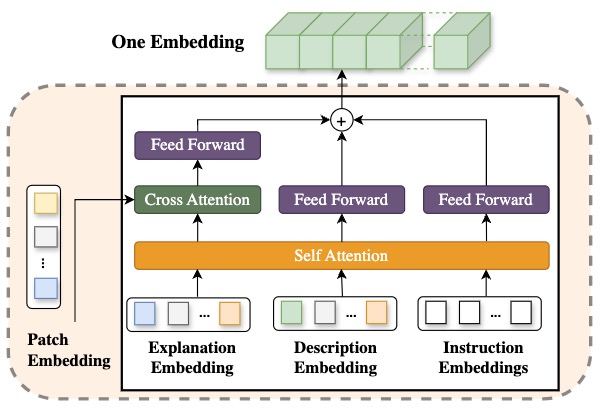 One Embedding
+
Feed Forward
Cross Attention
Feed Forward
Feed Forward
Self Attention
...
...
...
...
Patch
Embedding
Explanation
Embedding
Description
Embedding
Instruction
Embeddings